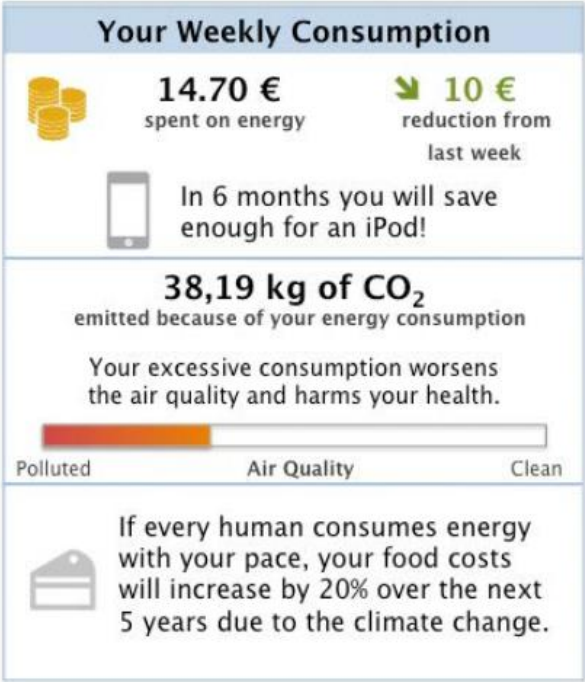 Your Weekly Consumption
14.70 €
spent on energy
10 €
reduction from
last week
In 6 months you will save
enough for an iPod!
38,19 kg of CO₂
emitted because of your energy consumption
Your excessive consumption worsens
the air quality and harms your health.
Polluted Air Quality Clean
If every human consumes energy
with your pace, your food costs
will increase by 20% over the next
5 years due to the climate change.